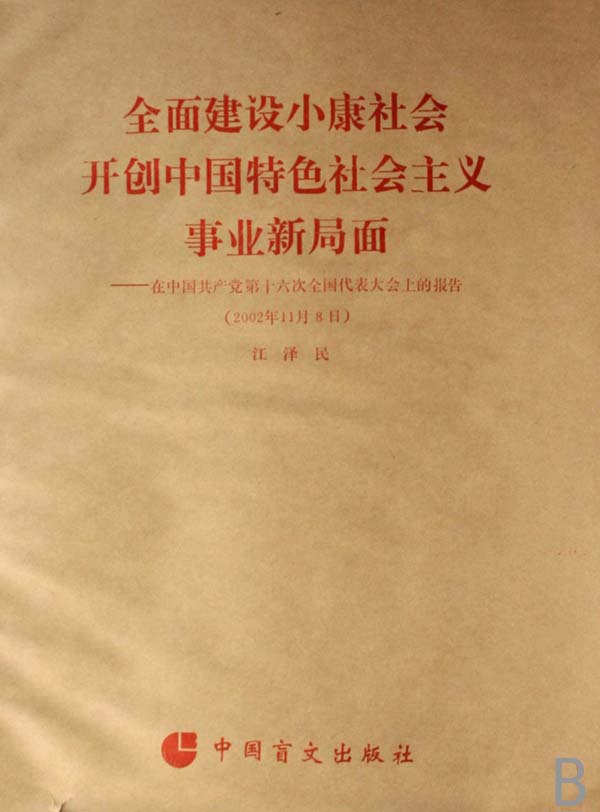 全面建设小康社会
开创中国特色社会主义
事业新局面
——在中国共产党第十六次全国代表大会上的报告
(2002年11月8日)
江泽民
中国盲文出版社
B